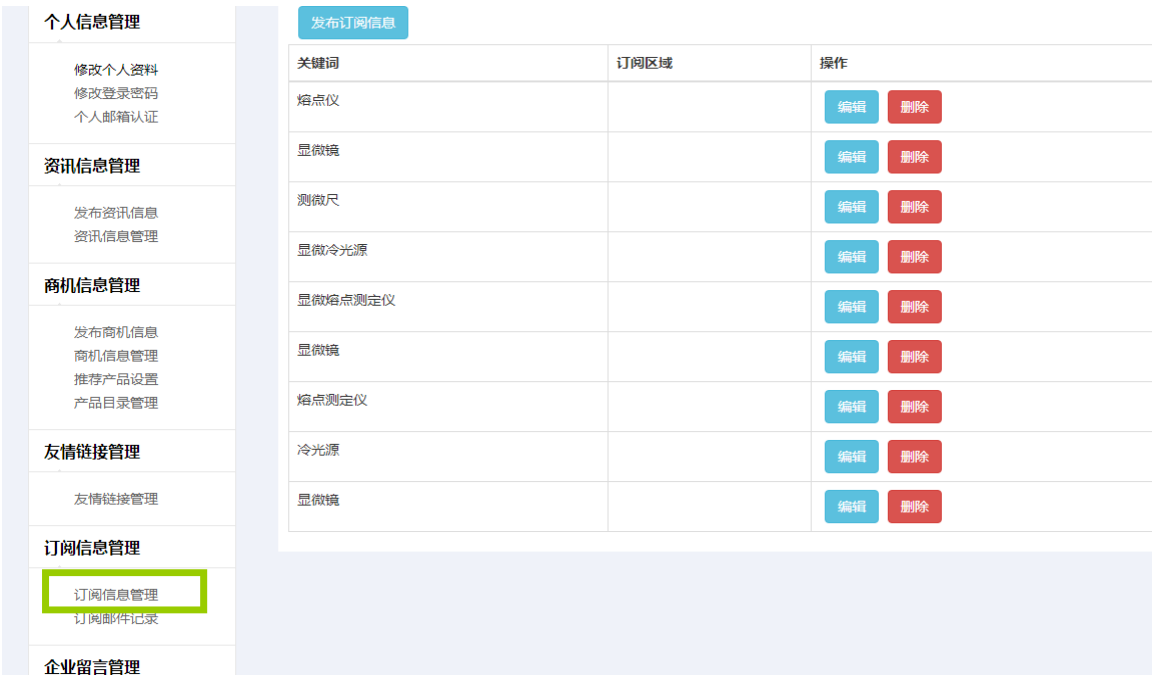 个人信息管理
修改个人资料
修改登录密码
个人邮箱认证
资讯信息管理
发布资讯信息
资讯信息管理
商机信息管理
发布商机信息
商机信息管理
推荐产品设置
产品目录管理
友情链接管理
友情链接管理
订阅信息管理
订阅信息管理
订阅邮件记录
企业留言管理
发布订阅信息
关键词 订阅区域 操作
熔点仪 编辑 删除
显微镜 编辑 删除
测微尺 编辑 删除
显微冷光源 编辑 删除
显微熔点测定仪 编辑 删除
显微镜 编辑 删除
熔点测定仪 编辑 删除
冷光源 编辑 删除
显微镜 编辑 删除